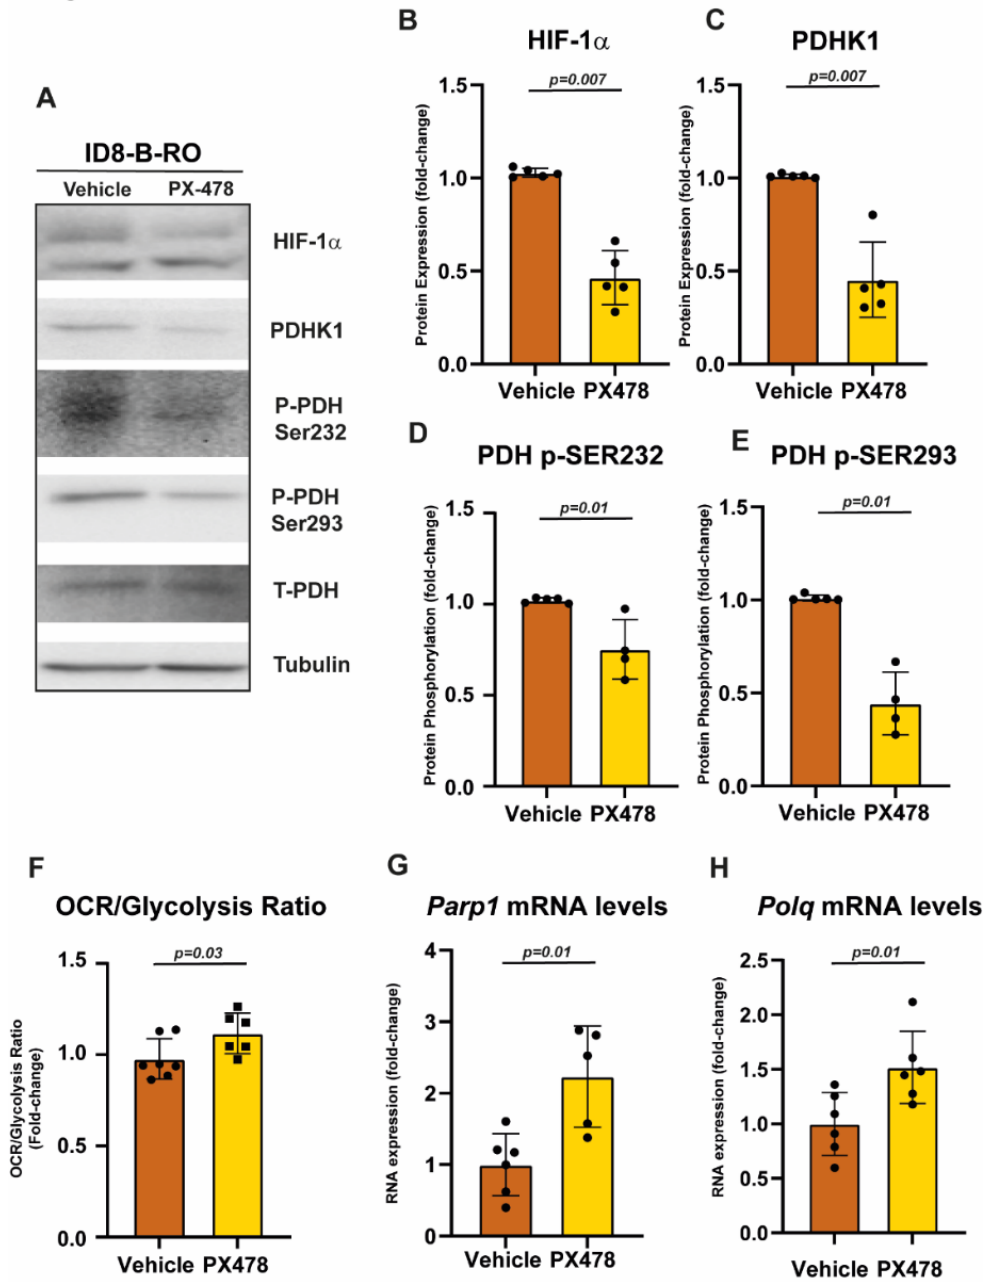 A
ID8-B-RO
Vehicle PX-478
HIF-1α
PDHK1
P-PDH
Ser232
P-PDH
Ser293
T-PDH
Tubulin
B
HIF-1α
p=0.007
Protein Expression (fold-change)
1.5
1.0
0.5
0.0
Vehicle PX478
C
PDHK1
p=0.007
Protein Expression (fold-change)
1.5
1.0
0.5
0.0
Vehicle PX478
D
PDH p-SER232
p=0.01
Protein Phosphorylation (fold-change)
1.5
1.0
0.5
0.0
Vehicle PX478
E
PDH p-SER293
p=0.01
Protein Phosphorylation (fold-change)
1.5
1.0
0.5
0.0
Vehicle PX478
F
OCR/Glycolysis Ratio
p=0.03
OCR/Glycolysis Ratio
(Fold-change)
1.5
1.0
0.5
0.0
Vehicle PX478
G
Parp1 mRNA levels
p=0.01
RNA expression (fold-change)
4
3
2
1
0
Vehicle PX478
H
Polq mRNA levels
p=0.01
RNA expression (fold-change)
2.5
2.0
1.5
1.0
0.5
0.0
Vehicle PX478